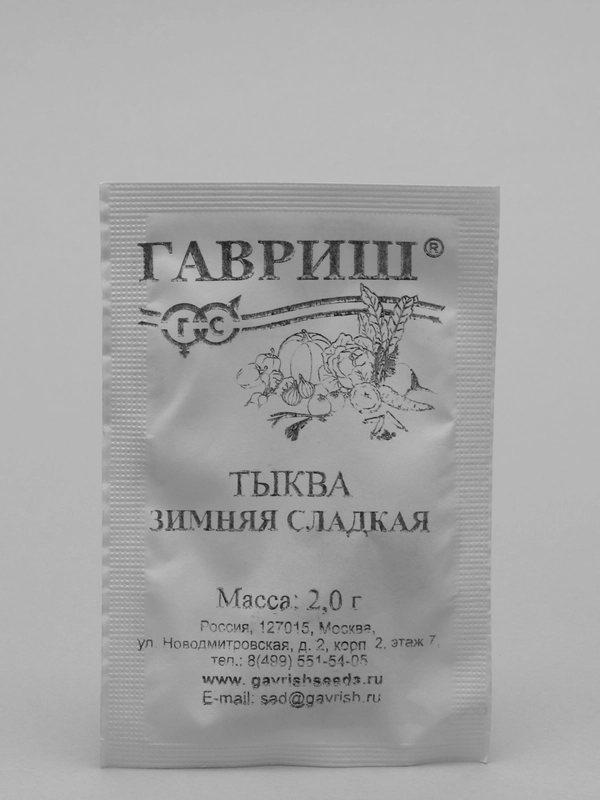 ГАВРИШ®
Г С
ТЫКВА
ЗИМНЯЯ СЛАДКАЯ
Масса: 2,0 г
Россия, 127015, Москва,
ул. Новодмитровская, д. 2, корп. 2, этаж 7,
тел.: 8(499) 551-54-05
www. gavrishseeds.ru
E-mail: sad@gavrish.ru